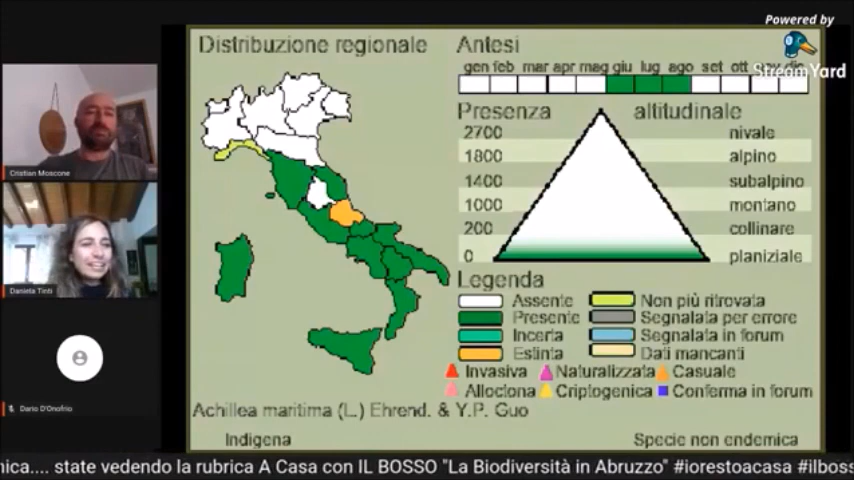 Powered by
StreamYard
Distribuzione regionale
Antesi
gen feb mar apr mag giu lug ago set ott
Presenza altitudinale
2700 nivale
1800 alpino
1400 subalpino
1000 montano
200 collinare
0 planiziale
Legenda
Assente Non più ritrovata
Presente Segnalata per errore
Incerta Segnalata in forum
Estinta Dati mancanti
Invasiva Naturalizzata Casuale
Alloctona Criptogenica Conferma in forum
Achillea maritima (L.) Ehrend. & Y.P. Guo
Indigena Specie non endemica
Cristian Moscone
Daniela Tinti
Dario D'Onofrio
nica.... state vedendo la rubrica A Casa con IL BOSSO "La Biodiversità in Abruzzo" #iorestoacasa #ilboss